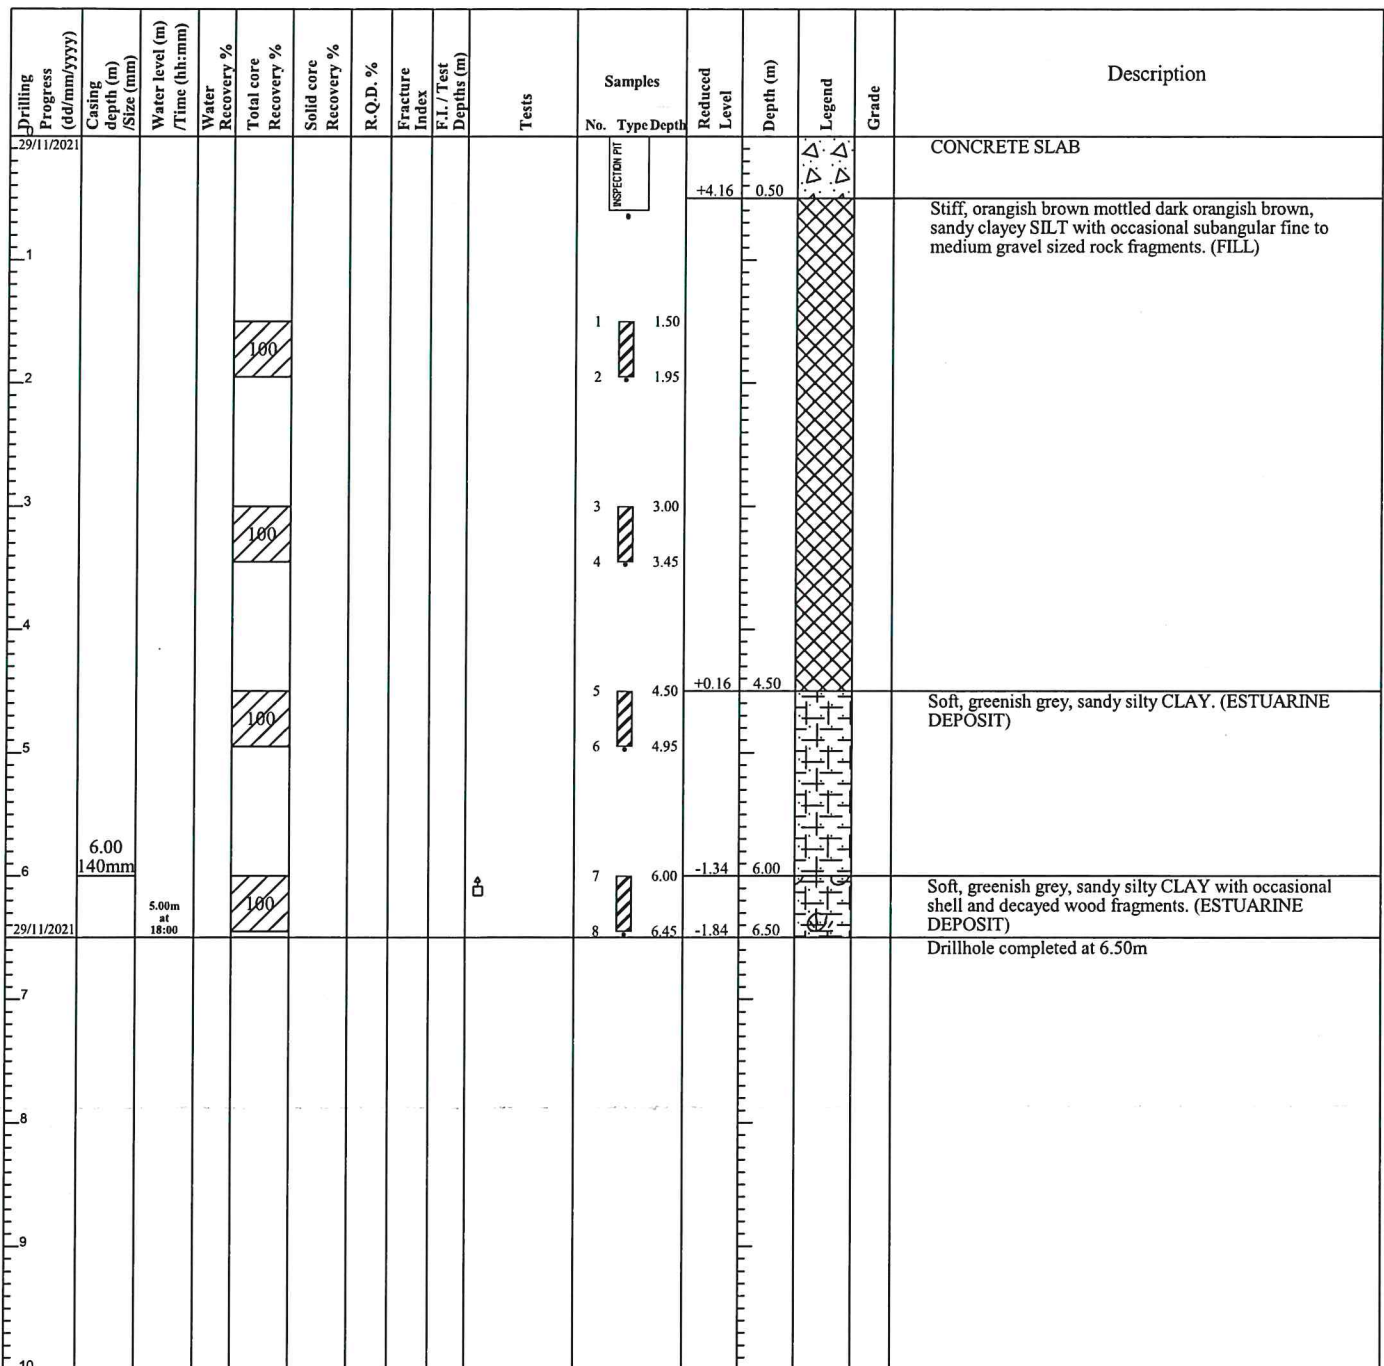 Drilling
Progress
(dd/mm/yyyy)
Casing
depth (m)
/Size (mm)
Water level (m)
/Time (hh:mm)
Water
Recovery %
Total core
Recovery %
Solid core
Recovery %
R.Q.D. %
Fracture
Index
F.I. / Test
Depths (m)
Tests
Samples
No. Type Depth
Reduced
Level
Depth (m)
Legend
Grade
Description
29/11/2021
INSPECTION PIT
CONCRETE SLAB
+4.16 0.50
Stiff, orangish brown mottled dark orangish brown,
sandy clayey SILT with occasional subangular fine to
medium gravel sized rock fragments. (FILL)
1
1 1.50
100
2 1.95
2
3
3 3.00
100
4 3.45
4
+0.16 4.50
5 4.50
Soft, greenish grey, sandy silty CLAY. (ESTUARINE
DEPOSIT)
100
6 4.95
5
6.00
140mm
6
7 6.00
-1.34 6.00
Soft, greenish grey, sandy silty CLAY with occasional
shell and decayed wood fragments. (ESTUARINE
DEPOSIT)
100
5.00m
at
18:00
29/11/2021
8 6.45
-1.84 6.50
Drillhole completed at 6.50m
7
8
9
10